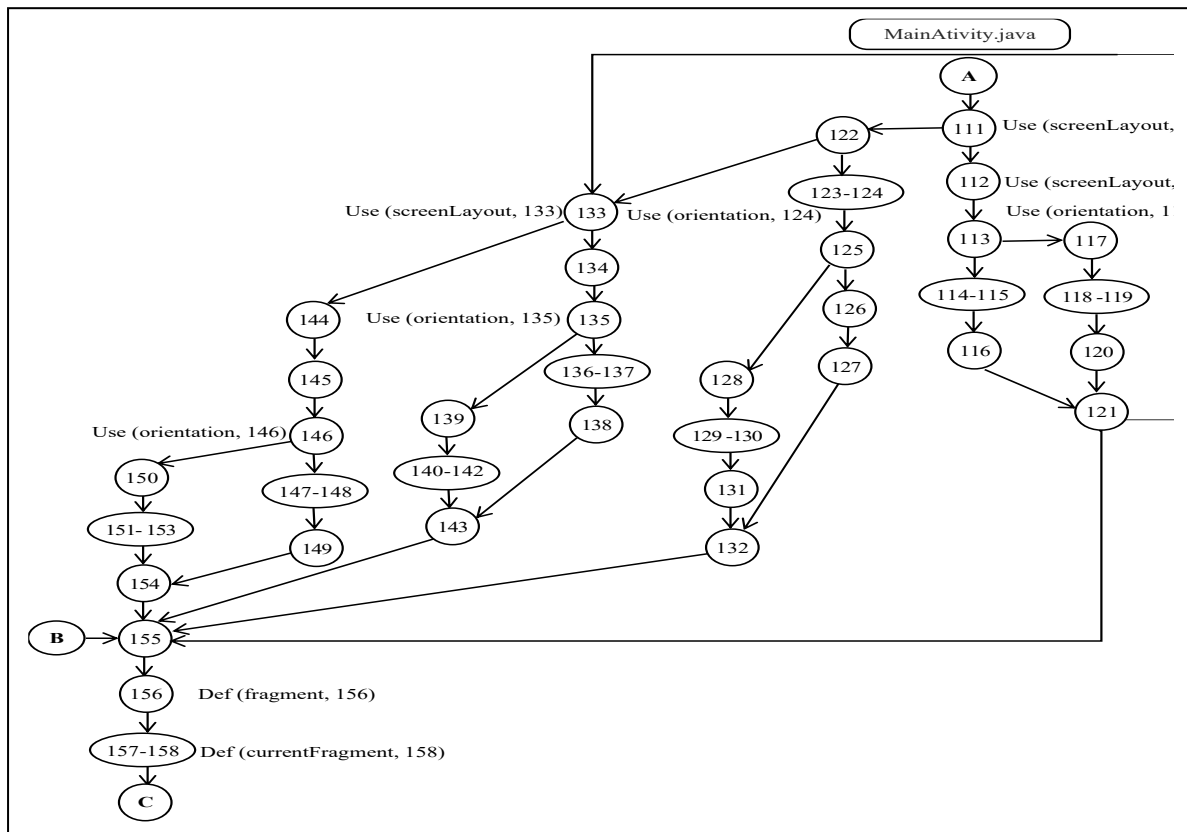 MainAtivity.java
A
111 Use (screenLayout,
122
112 Use (screenLayout,
123-124
Use (screenLayout, 133) 133 Use (orientation, 124)
Use (orientation, 1
113 117
125
134
114-115 118-119
126
144 Use (orientation, 135) 135
116 120
127
136-137
145 128
121
139 138
Use (orientation, 146) 146 129-130
150 140-142
147-148 131
151-153 143
149 132
154
B 155
156 Def (fragment, 156)
157-158 Def (currentFragment, 158)
C